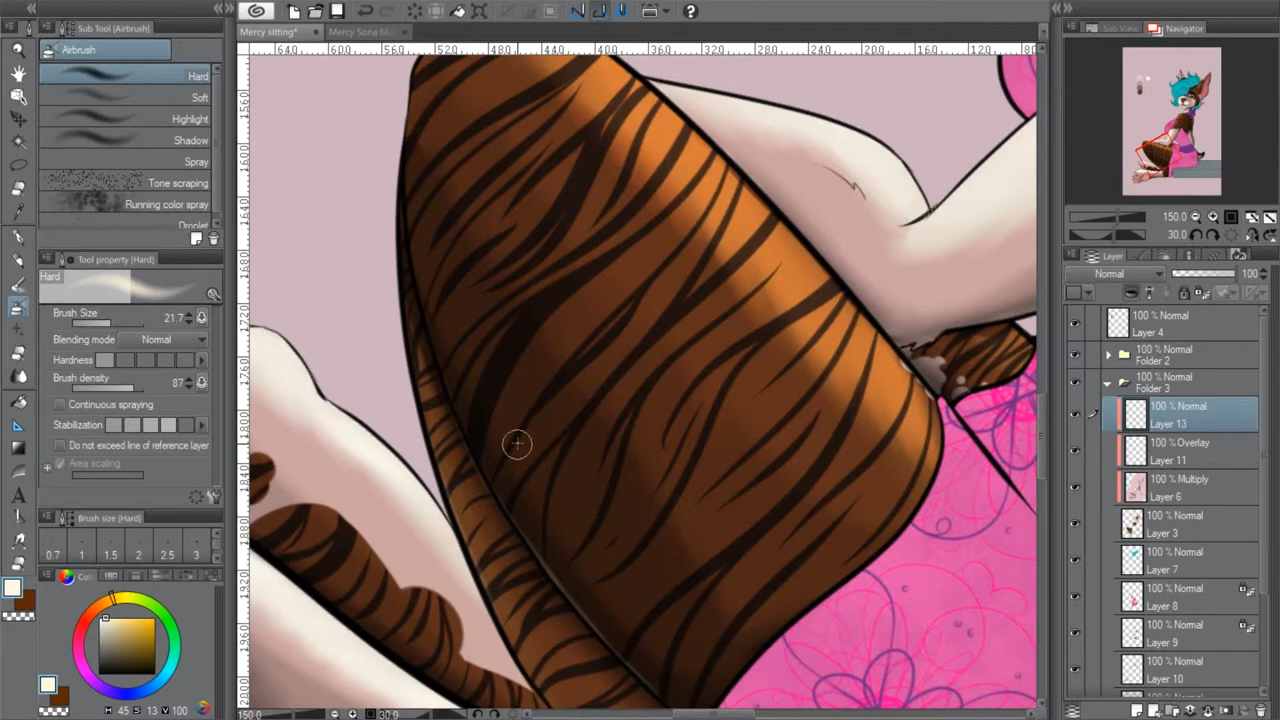 Sub Tool [Airbrush]
Airbrush
Hard
Soft
Highlight
Shadow
Spray
Tone scraping
Running color spray
Droplet
Tool property [Hard]
Hard
Brush Size 21.7
Blending mode Normal
Hardness
Brush density 87
Continuous spraying
Stabilization
Do not exceed line of reference layer
Area scaling
Brush size [Hard]
0.7 1 1.5 2 2.5 3
Col
H 45 S 13 V 100
Mercy sitting*
Mercy Sona Ma
640 600 560 520 480 440 400 360 320 280 240 200 160 120 80
1560
1600
1640
1680
1720
1760
1800
1840
1880
1920
1960
2000
150.0
30.0
Sub View
Navigator
150.0
30.0
Layer
Normal 100
100 % Normal
Layer 4
100 % Normal
Folder 2
100 % Normal
Folder 3
100 % Normal
Layer 13
100 % Overlay
Layer 11
100 % Multiply
Layer 6
100 % Normal
Layer 3
100 % Normal
Layer 7
100 % Normal
Layer 8
100 % Normal
Layer 9
100 % Normal
Layer 10